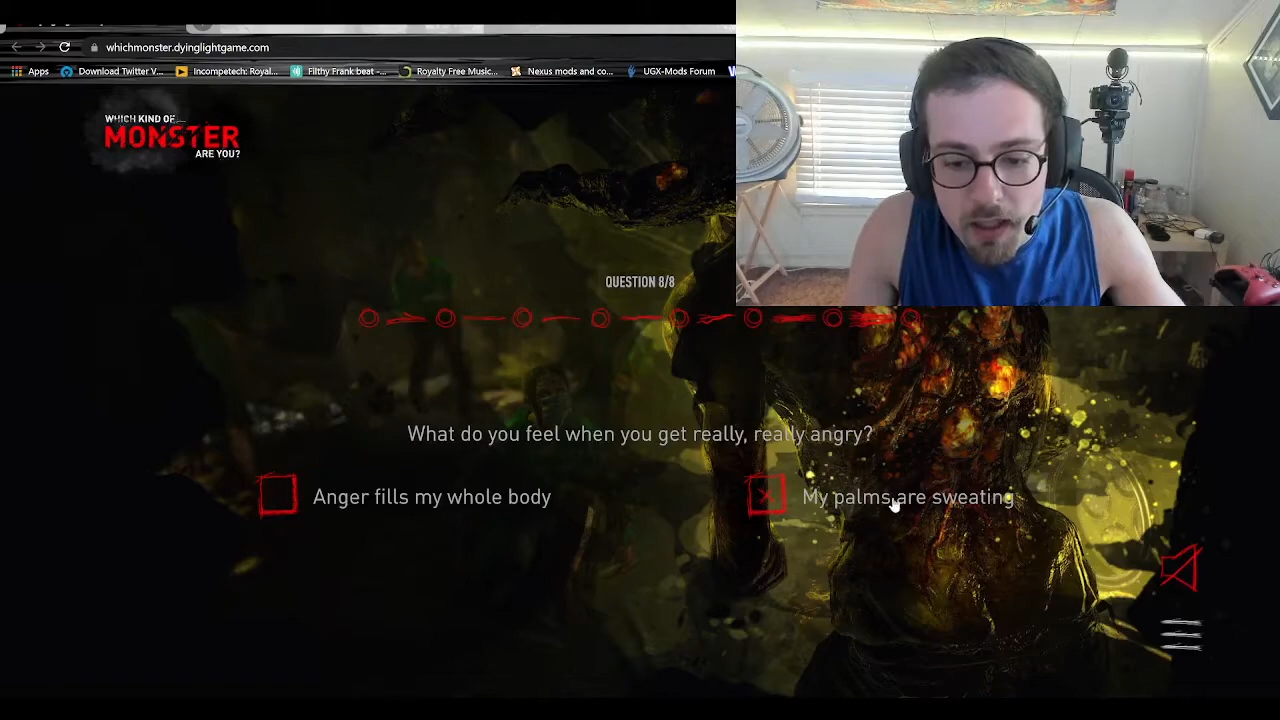 whichmonster.dyinglightgame.com
Apps Download Twitter V... Incompetech: Royal... Filthy Frank beat -... Royalty Free Music... Nexus mods and co... UGX-Mods Forum
WHICH KIND OF
MONSTER
ARE YOU?
QUESTION 8/8
What do you feel when you get really, really angry?
Anger fills my whole body
My palms are sweating